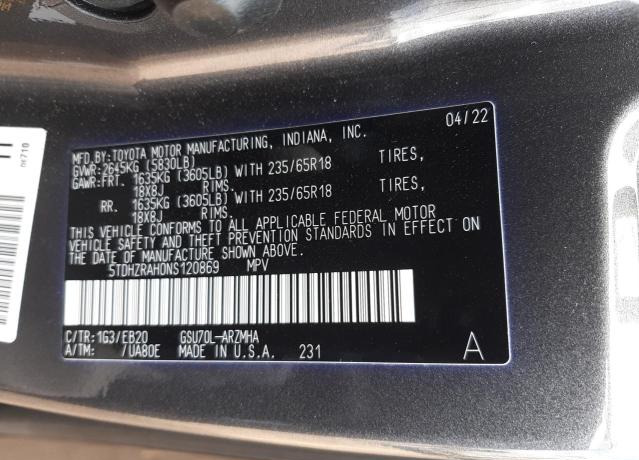 04/22
MFD.BY:TOYOTA MOTOR MANUFACTURING, INDIANA, INC.
GVWR: 2645KG (5830LB)
GAWR:FRT. 1635KG (3605LB) WITH 235/65R18 TIRES,
18X8J RIMS.
RR. 1635KG (3605LB) WITH 235/65R18 TIRES,
18X8J RIMS.
THIS VEHICLE CONFORMS TO ALL APPLICABLE FEDERAL MOTOR
VEHICLE SAFETY AND THEFT PREVENTION STANDARDS IN EFFECT ON
THE DATE OF MANUFACTURE SHOWN ABOVE.
5TDHZRAH0NS120869 MPV
C/TR:1G3/EB20 GSU70L-ARZMHA
A/TM: /UA80E MADE IN U.S.A. 231 A